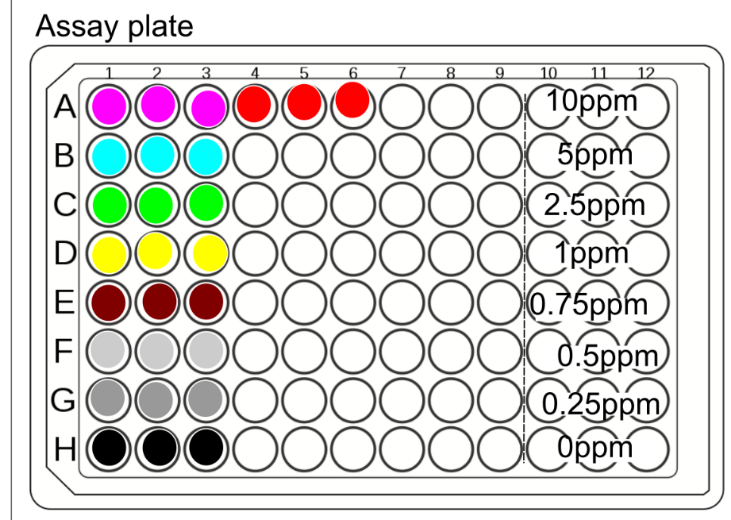 Assay plate
1 2 3 4 5 6 7 8 9 10 11 12
A 10ppm
B 5ppm
C 2.5ppm
D 1ppm
E 0.75ppm
F 0.5ppm
G 0.25ppm
H 0ppm